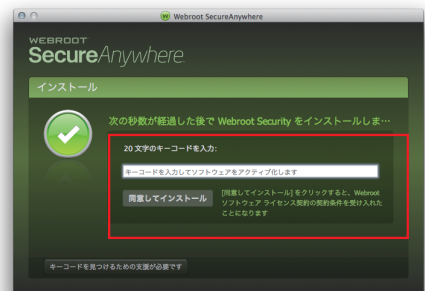 Webroot SecureAnywhere
WEBROOT
SecureAnywhere.
インストール
次の秒数が経過した後で Webroot Security をインストールしま…
20 文字のキーコードを入力:
キーコードを入力してソフトウェアをアクティブ化します
同意してインストール
[同意してインストール] をクリックすると、Webroot
ソフトウェア ライセンス契約の契約条件を受け入れた
ことになります
キーコードを見つけるための支援が必要です